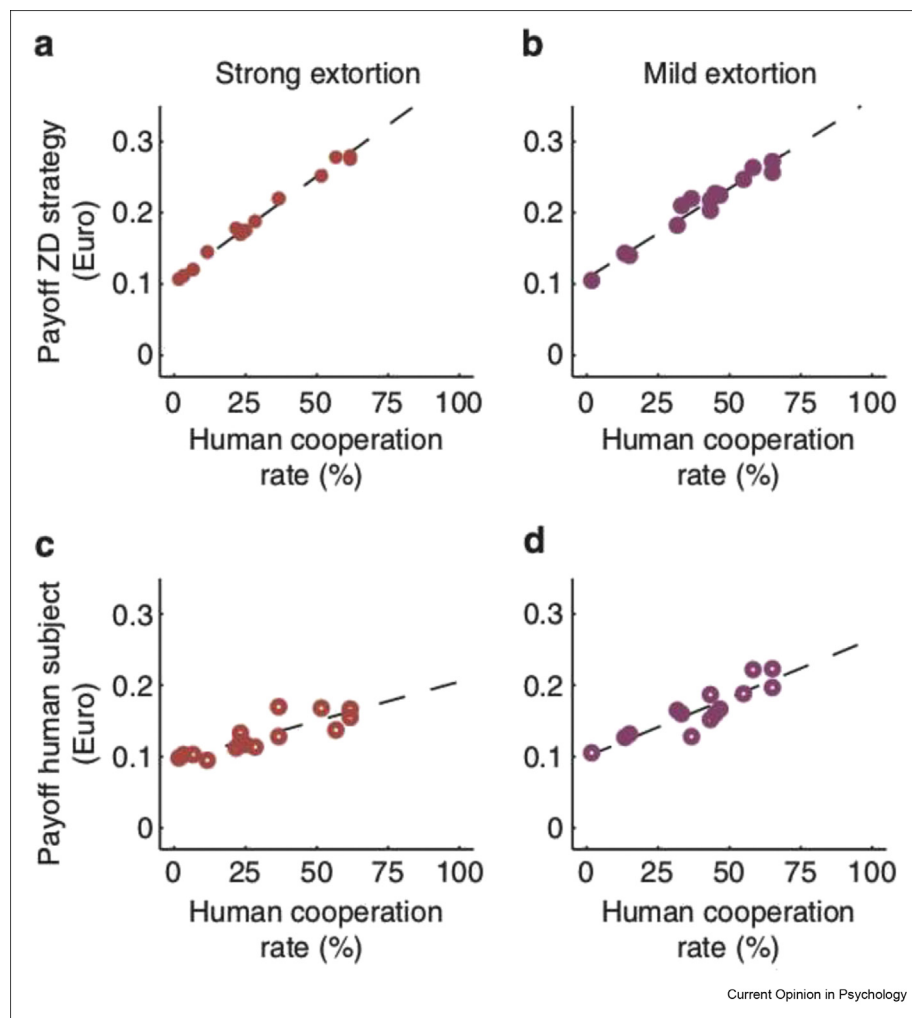 a
Strong extortion
b
Mild extortion
Payoff ZD strategy
(Euro)
0.3
0.2
0.1
0
0 25 50 75 100
Human cooperation
rate (%)
0.3
0.2
0.1
0
0 25 50 75 100
Human cooperation
rate (%)
c
d
Payoff human subject
(Euro)
0.3
0.2
0.1
0
0 25 50 75 100
Human cooperation
rate (%)
0.3
0.2
0.1
0
0 25 50 75 100
Human cooperation
rate (%)
Current Opinion in Psychology